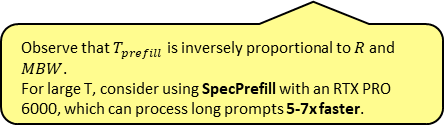 Observe that T_prefill is inversely proportional to R and
MBW.
For large T, consider using SpecPrefill with an RTX PRO
6000, which can process long prompts 5-7x faster.